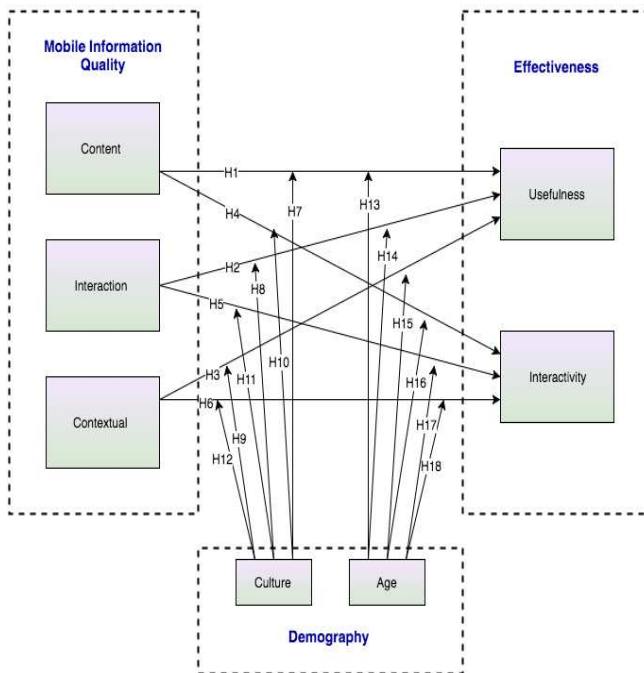 Mobile Information
Quality
Content
Interaction
Contextual
Effectiveness
Usefulness
Interactivity
H1
H4
H7
H13
H2
H8
H14
H5
H10
H15
H3
H11
H16
H6
H9
H17
H12
H18
Culture
Age
Demography